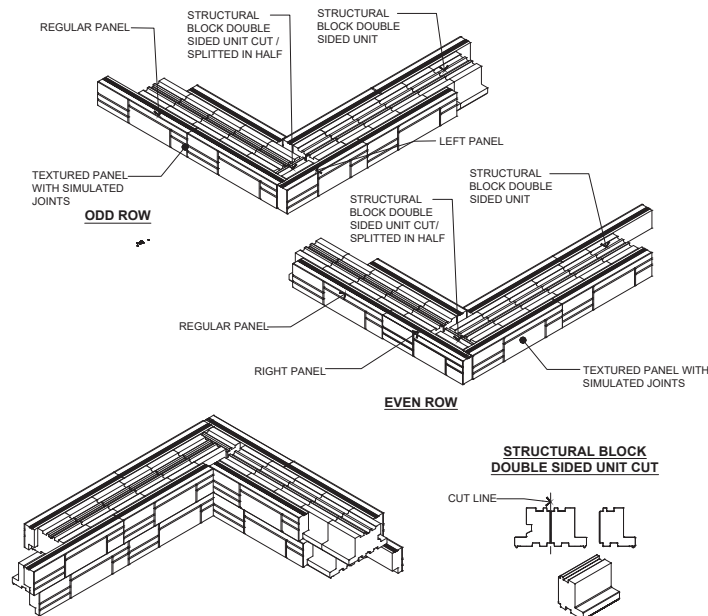 REGULAR PANEL
STRUCTURAL
BLOCK DOUBLE
SIDED UNIT CUT /
SPLITTED IN HALF
STRUCTURAL
BLOCK DOUBLE
SIDED UNIT
LEFT PANEL
TEXTURED PANEL
WITH SIMULATED
JOINTS
ODD ROW
STRUCTURAL
BLOCK DOUBLE
SIDED UNIT CUT/
SPLITTED IN HALF
STRUCTURAL
BLOCK DOUBLE
SIDED UNIT
REGULAR PANEL
RIGHT PANEL
TEXTURED PANEL WITH
SIMULATED JOINTS
EVEN ROW
STRUCTURAL BLOCK
DOUBLE SIDED UNIT CUT
CUT LINE